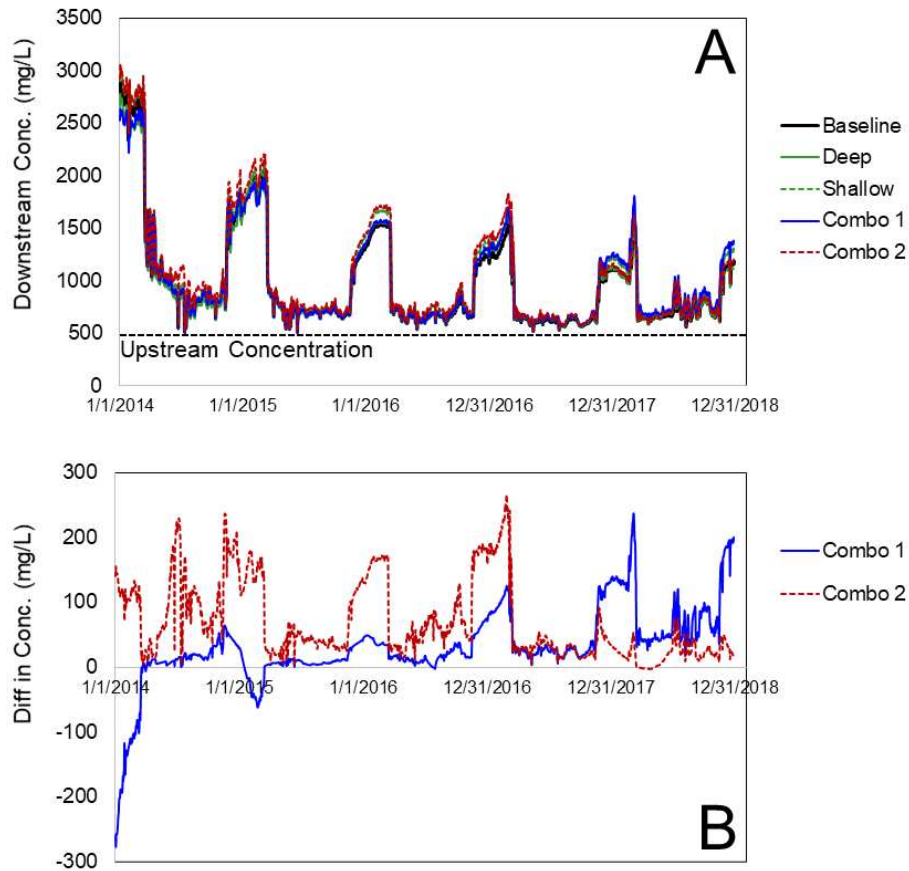 A
Downstream Conc. (mg/L)
3500
3000
2500
2000
1500
1000
500
0
Upstream Concentration
1/1/2014
1/1/2015
1/1/2016
12/31/2016
12/31/2017
12/31/2018
Baseline
Deep
Shallow
Combo 1
Combo 2
Diff in Conc. (mg/L)
300
200
100
0
-100
-200
-300
1/1/2014
1/1/2015
1/1/2016
12/31/2016
12/31/2017
12/31/2018
Combo 1
Combo 2
B